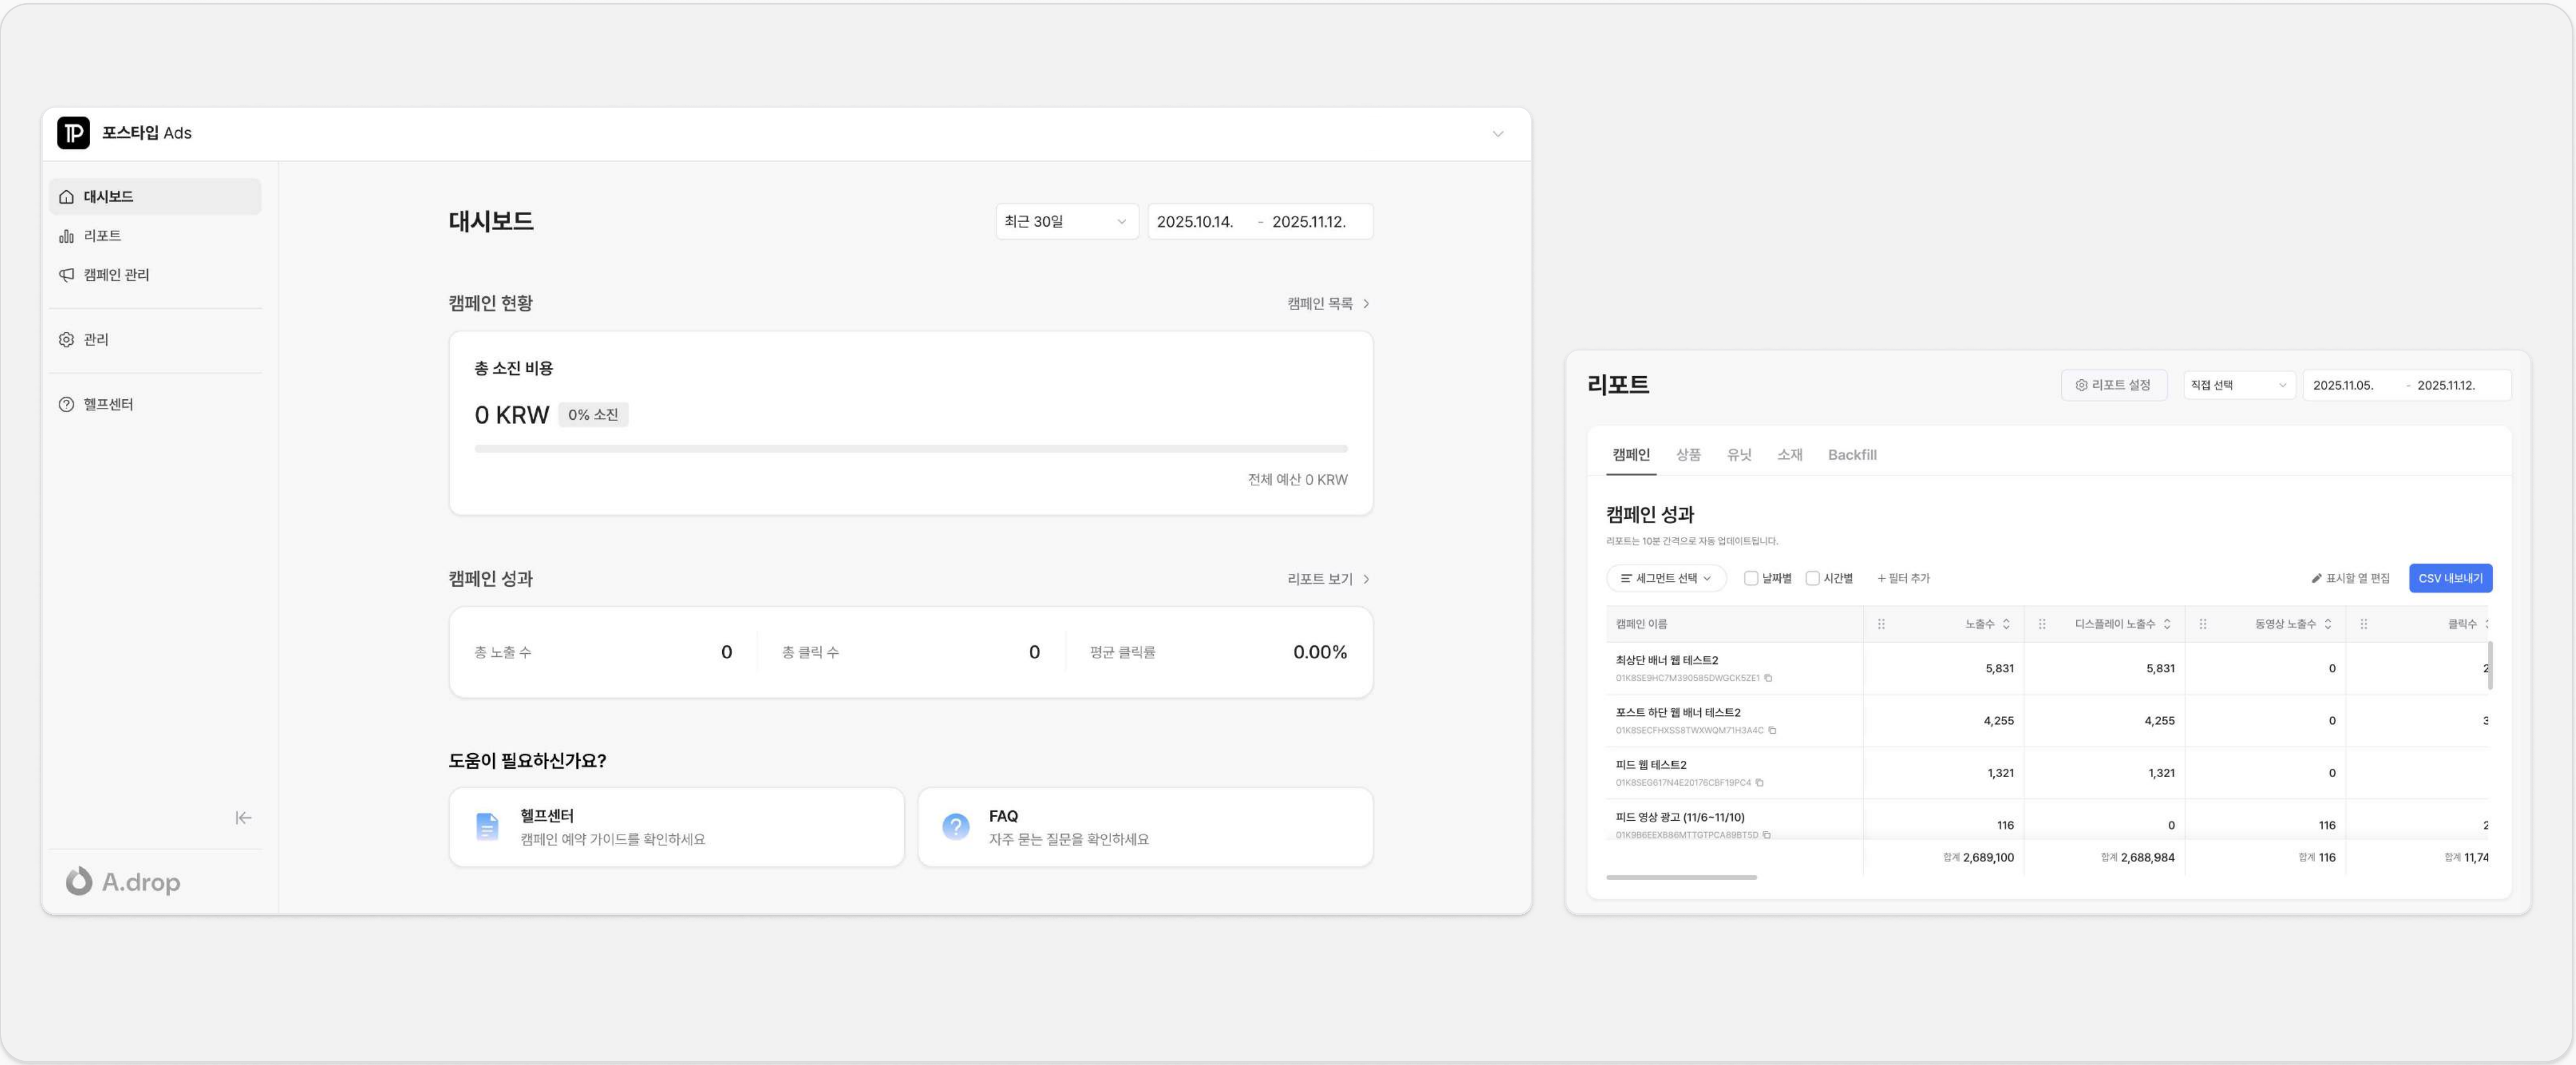 포스타입 Ads
대시보드
리포트
캠페인 관리
관리
헬프센터
A.drop
대시보드
최근 30일
2025.10.14. - 2025.11.12.
캠페인 현황
캠페인 목록
총 소진 비용
0 KRW 0% 소진
전체 예산 0 KRW
캠페인 성과
리포트 보기
총 노출 수 0 총 클릭 수 0 평균 클릭률 0.00%
도움이 필요하신가요?
헬프센터
캠페인 예약 가이드를 확인하세요
FAQ
자주 묻는 질문을 확인하세요
리포트
리포트 설정
직접 선택
2025.11.05. - 2025.11.12.
캠페인 상품 유닛 소재 Backfill
캠페인 성과
리포트는 10분 간격으로 자동 업데이트됩니다.
세그먼트 선택 날짜별 시간별 + 필터 추가 표시할 열 편집 CSV 내보내기
캠페인 이름 노출수 디스플레이 노출수 동영상 노출수 클릭수
최상단 배너 웹 테스트2 5,831 5,831 0 2
01K8SE9HC7M390585DWGCK5ZE1
포스트 하단 웹 배너 테스트2 4,255 4,255 0 3
01K8SECFHXSS8TWXWQM71H3A4C
피드 웹 테스트2 1,321 1,321 0
01K8SEG617N4E20176CBF19PC4
피드 영상 광고 (11/6~11/10) 116 0 116 2
01K9B6EEXB86MTTGTPCA89BTSD
합계 2,689,100 합계 2,688,984 합계 116 합계 11,74